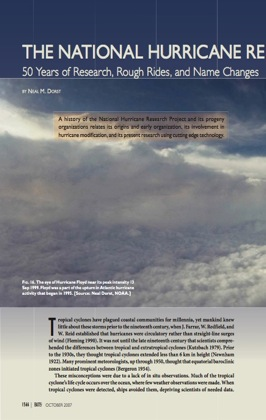 THE NATIONAL HURRICANE RE
50 Years of Research, Rough Rides, and Name Changes
BY NEAL M. DORST
A history of the National Hurricane Research Project and its progeny
organizations relates its origins and early organization, its involvement in
hurricane modification, and its present research using cutting edge technology.
FIG. 16. The eye of Hurricane Floyd near its peak intensity 13
Sep 1999. Floyd was a part of the upturn in Atlantic hurricane
activity that began in 1995. [Source: Neal Dorst, NOAA.]
Tropical cyclones have plagued coastal communities for millennia, yet mankind knew
little about these storms prior to the nineteenth century, when J. Farrar, W. Redfield, and
W. Reid established that hurricanes were circulatory rather than straight-line surges
of wind (Fleming 1990). It was not until the late nineteenth century that scientists compre-
hended the differences between tropical and extratropical cyclones (Kutzbach 1979). Prior
to the 1930s, they thought tropical cyclones extended less than 6 km in height (Newnham
1922). Many prominent meteorologists, up through 1950, thought that equatorial baroclinic
zones initiated tropical cyclones (Bergeron 1954).
These misconceptions were due to a lack of in situ observations. Much of the tropical
cyclone's life cycle occurs over the ocean, where few weather observations were made. When
tropical cyclones were detected, ships avoided them, depriving scientists of needed data.
1566 | BAMS OCTOBER 2007